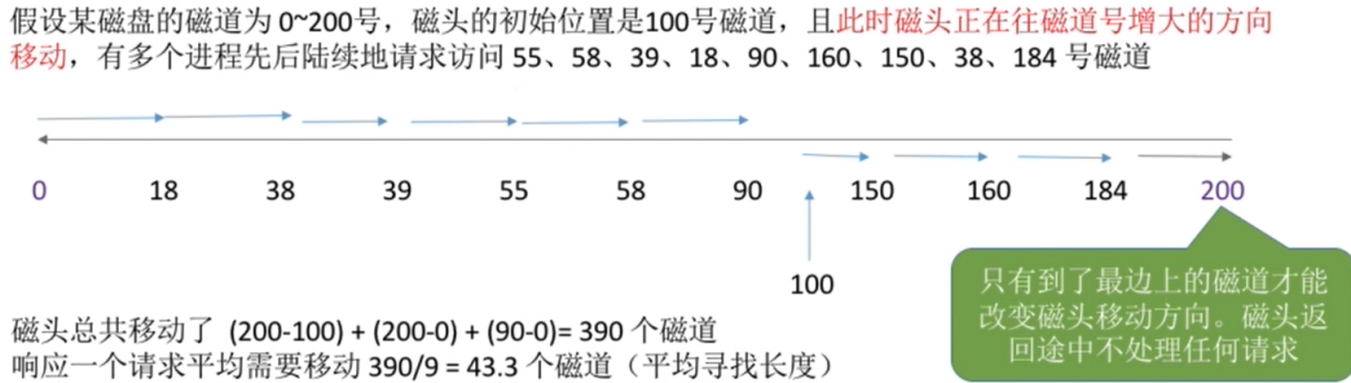 假设某磁盘的磁道为 0~200号，磁头的初始位置是100号磁道，且此时磁头正在往磁道号增大的方向
移动，有多个进程先后陆续地请求访问 55、58、39、18、90、160、150、38、184 号磁道
0 18 38 39 55 58 90 150 160 184 200
100
只有到了最边上的磁道才能
改变磁头移动方向。磁头返
回途中不处理任何请求
磁头总共移动了 (200-100) + (200-0) + (90-0)= 390 个磁道
响应一个请求平均需要移动 390/9 = 43.3 个磁道（平均寻找长度）